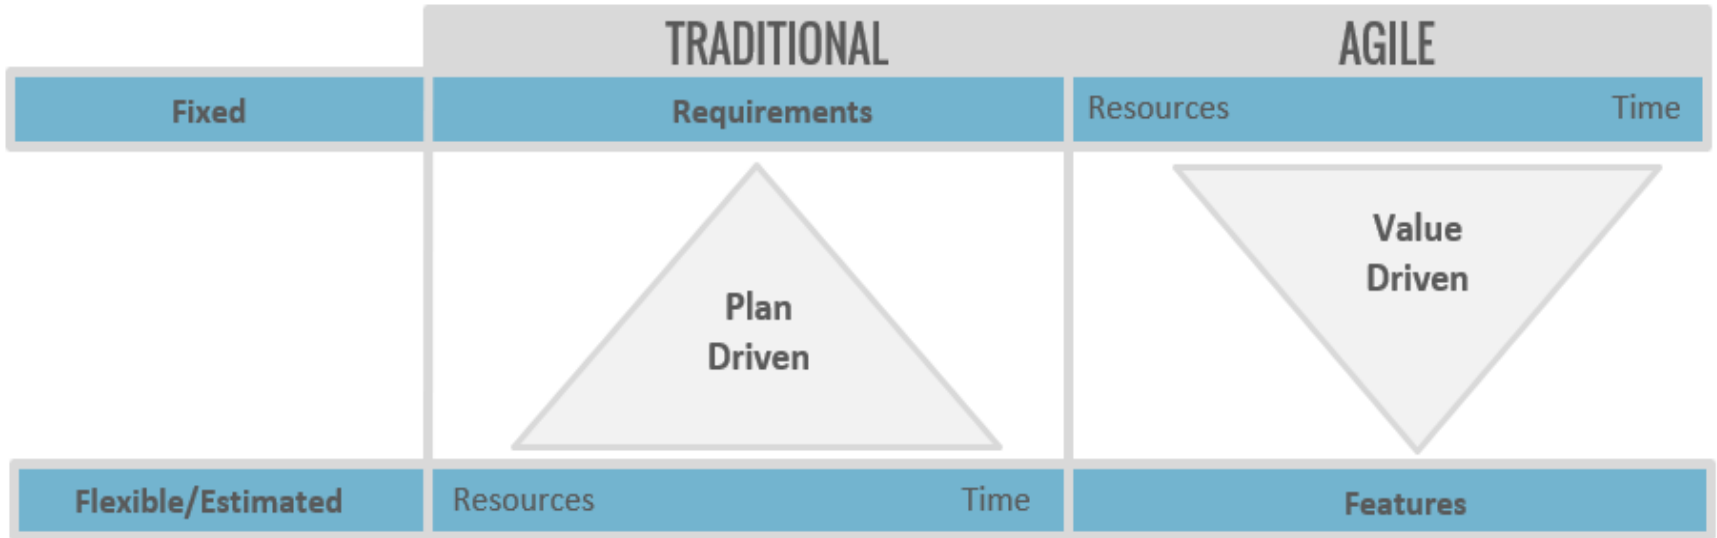 TRADITIONAL AGILE
Fixed Requirements Resources Time
Plan
Driven
Value
Driven
Flexible/Estimated Resources Time Features